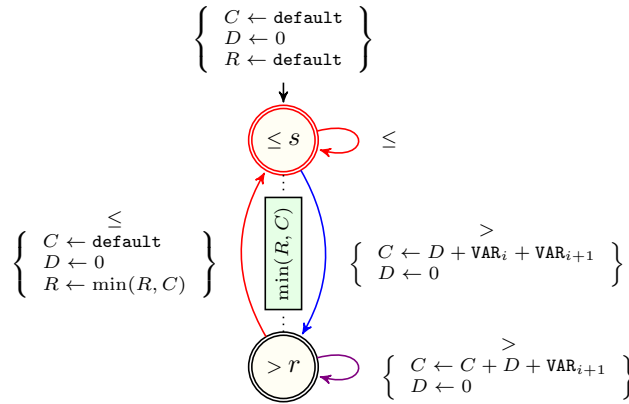 C ← default
D ← 0
R ← default
≤ s
≤
≤
C ← default
D ← 0
R ← min(R, C)
min(R, C)
>
C ← D + VAR_i + VAR_{i+1}
D ← 0
> r
>
C ← C + D + VAR_{i+1}
D ← 0